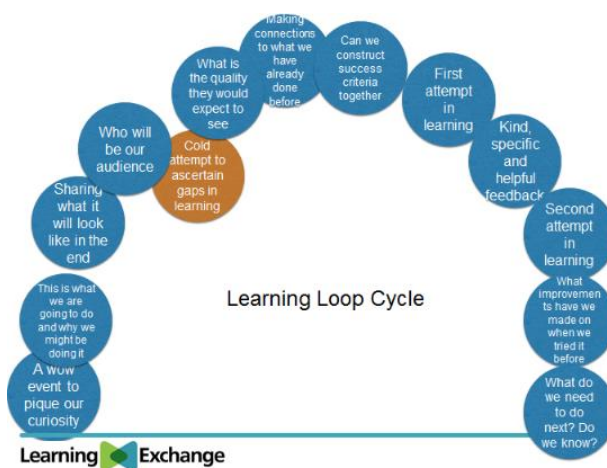 A wow
event to
pique our
curiosity
This is what
we are
going to do
and why we
might be
doing it
Sharing
what it
will look
like in the
end
Who will
be our
audience
Cold
attempt to
ascertain
gaps in
learning
What is
the quality
they would
expect to
see
Making
connections
to what we
have
already
done
before
Can we
construct
success
criteria
together
First
attempt
in
learning
Kind,
specific
and
helpful
feedback
Second
attempt
in
learning
What
improvemen
ts have we
made on
when we
tried it
before
What do
we need
to do
next? Do
we know?
Learning Loop Cycle
Learning Exchange